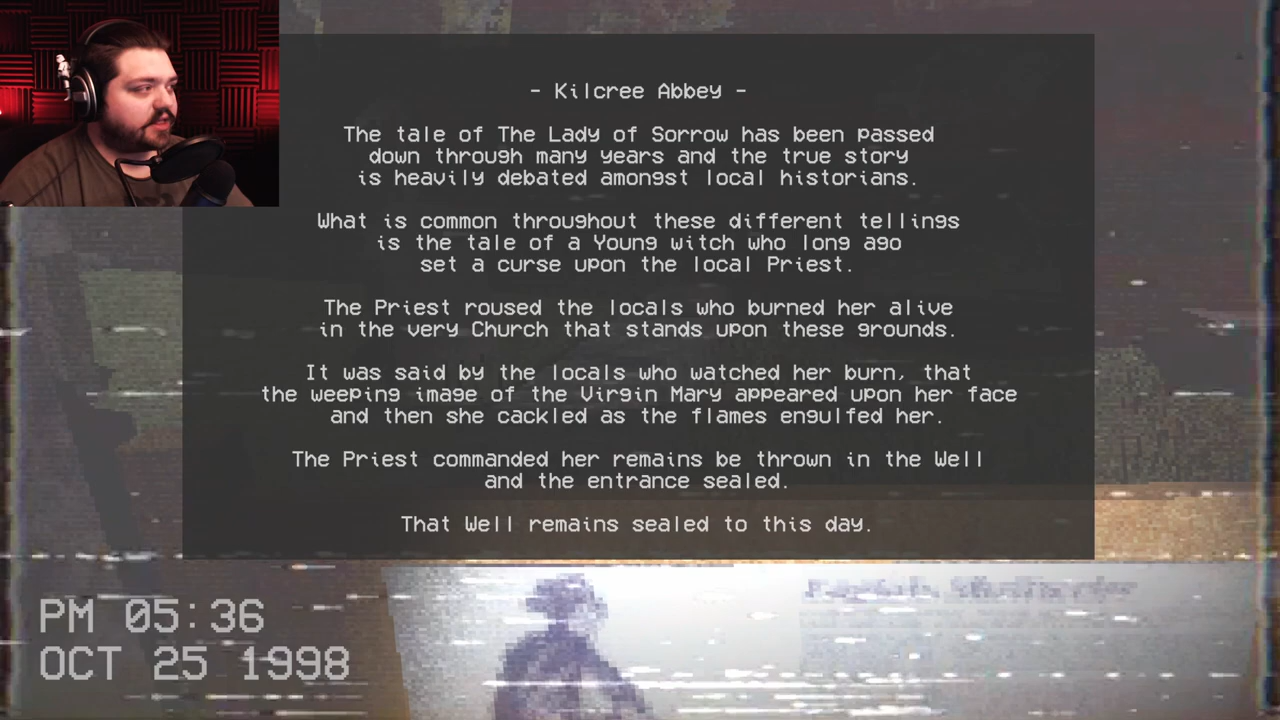 - Kilcree Abbey -
The tale of The Lady of Sorrow has been passed
down through many years and the true story
is heavily debated amongst local historians.
What is common throughout these different tellings
is the tale of a Young witch who long ago
set a curse upon the local Priest.
The Priest roused the locals who burned her alive
in the very Church that stands upon these grounds.
It was said by the locals who watched her burn, that
the weeping image of the Virgin Mary appeared upon her face
and then she cackled as the flames engulfed her.
The Priest commanded her remains be thrown in the Well
and the entrance sealed.
That Well remains sealed to this day.
PM 05:36
OCT 25 1998